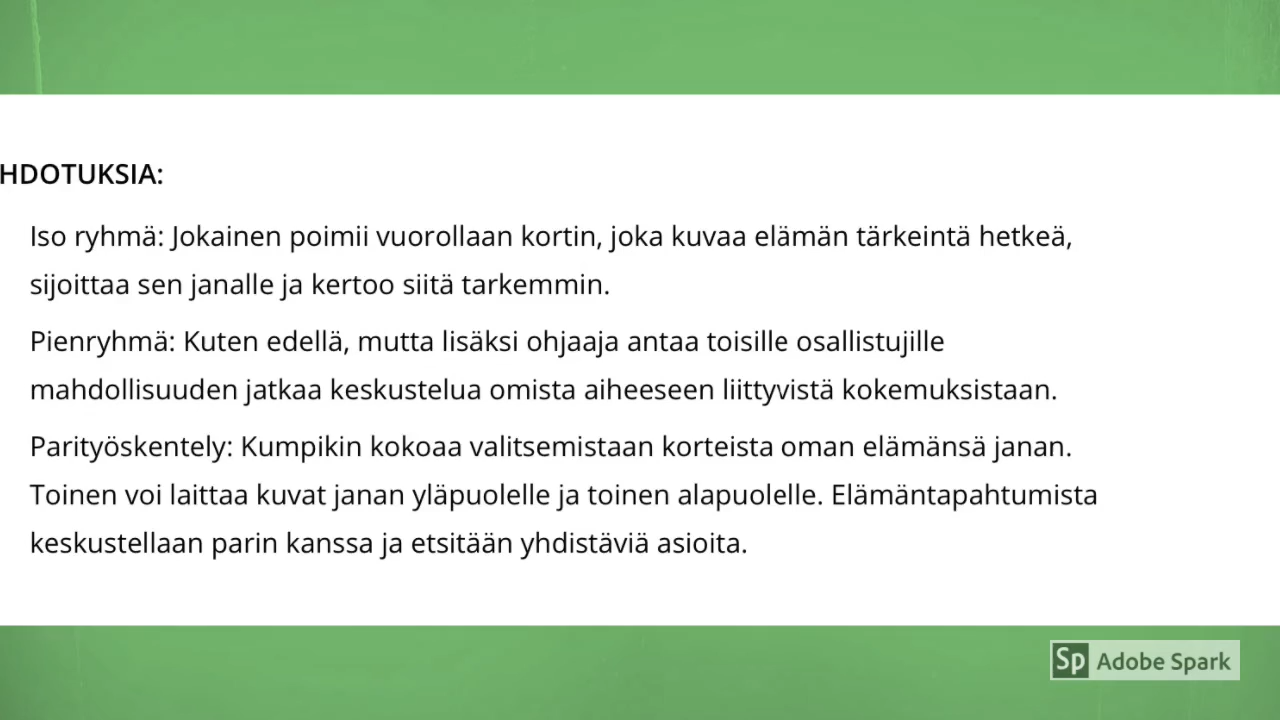 HDOTUKSIA:
Iso ryhmä: Jokainen poimii vuorollaan kortin, joka kuvaa elämän tärkeintä hetkeä,
sijoittaa sen janalle ja kertoo siitä tarkemmin.
Pienryhmä: Kuten edellä, mutta lisäksi ohjaaja antaa toisille osallistujille
mahdollisuuden jatkaa keskustelua omista aiheeseen liittyvistä kokemuksistaan.
Parityöskentely: Kumpikin kokoaa valitsemistaan korteista oman elämänsä janan.
Toinen voi laittaa kuvat janan yläpuolelle ja toinen alapuolelle. Elämäntapahtumista
keskustellaan parin kanssa ja etsitään yhdistäviä asioita.
Sp Adobe Spark